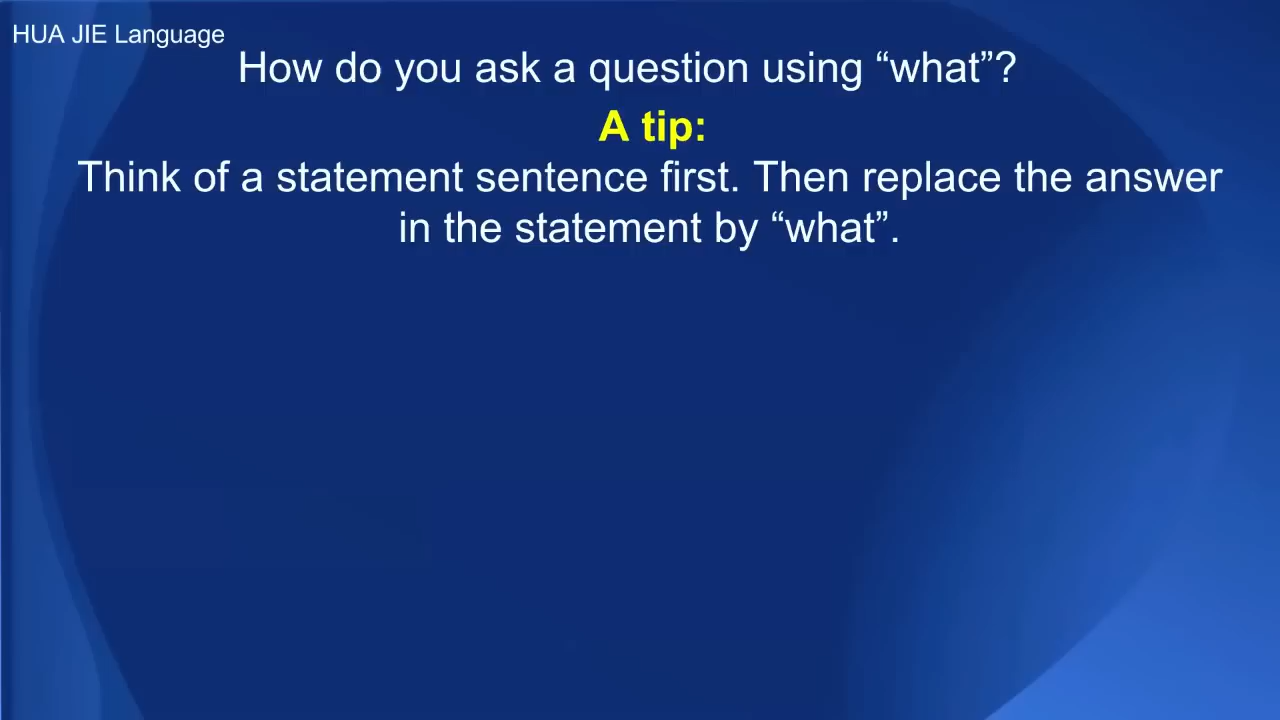 HUA JIE Language
How do you ask a question using “what”?
A tip:
Think of a statement sentence first. Then replace the answer
in the statement by “what”.